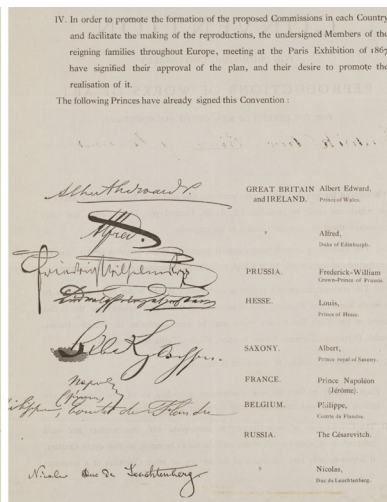 IV. In order to promote the formation of the proposed Commissions in each Country
and facilitate the making of the reproductions, the undersigned Members of the
reigning families throughout Europe, meeting at the Paris Exhibition of 1867
have signified their approval of the plan, and their desire to promote the
realisation of it.
The following Princes have already signed this Convention :
Albert Edward P. GREAT BRITAIN Albert Edward,
and IRELAND. Prince of Wales.
Alfred. " Alfred,
Duke of Edinburgh.
Friedrich Wilhelm PRUSSIA. Frederick-William
Crown-Prince of Prussia.
HESSE. Louis,
Prince of Hesse.
SAXONY. Albert,
Prince royal of Saxony.
Napoléon FRANCE. Prince Napoléon
(Jérôme) (Jérôme).
Philippe, Comte de Flandre BELGIUM. Philippe,
Comte de Flandre.
RUSSIA. The Césarevitch.
Nicolas Duc de Leuchtenberg " Nicolas,
Duc de Leuchtenberg.